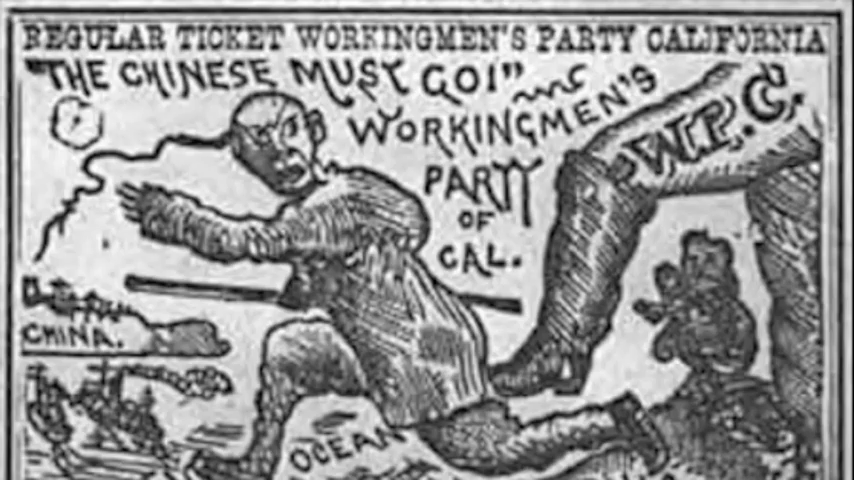 REGULAR TICKET WORKINGMEN'S PARTY CALIFORNIA
"THE CHINESE MUST GO!"
WORKINGMEN'S
PARTY
OF
CAL.
W.P.C.
CHINA.
OCEAN